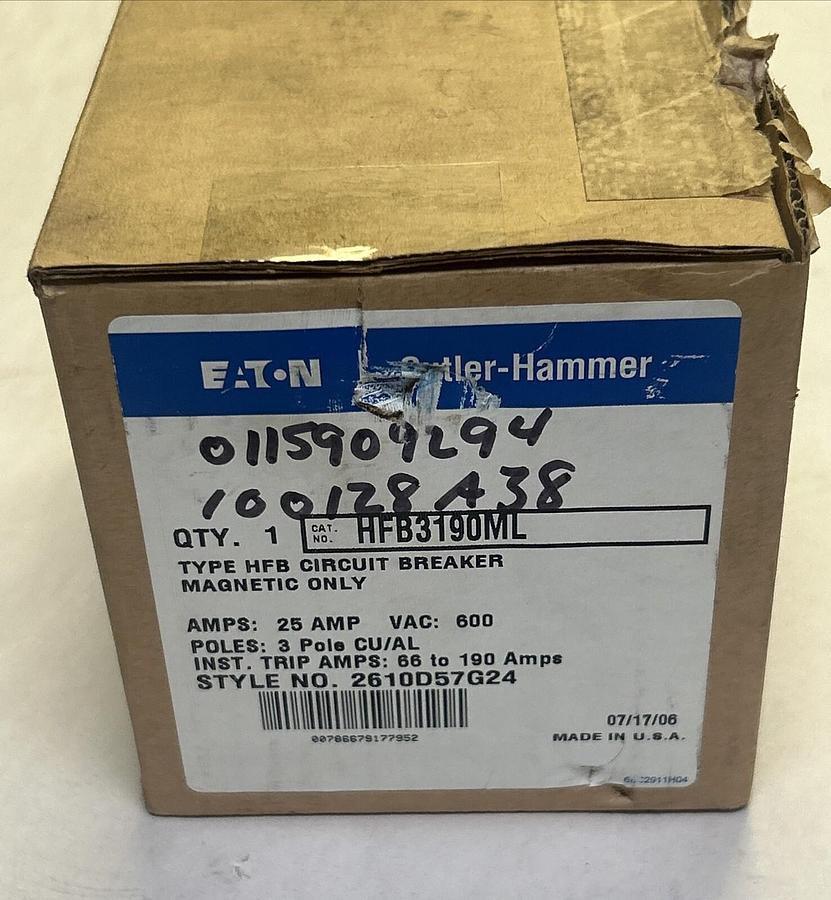 EATON Cutler-Hammer
0115909294
100128A38
QTY. 1 CAT. NO. HFB3190ML
TYPE HFB CIRCUIT BREAKER
MAGNETIC ONLY
AMPS: 25 AMP VAC: 600
POLES: 3 Pole CU/AL
INST. TRIP AMPS: 66 to 190 Amps
STYLE NO. 2610D57G24
07/17/06
00786679177952
MADE IN U.S.A.